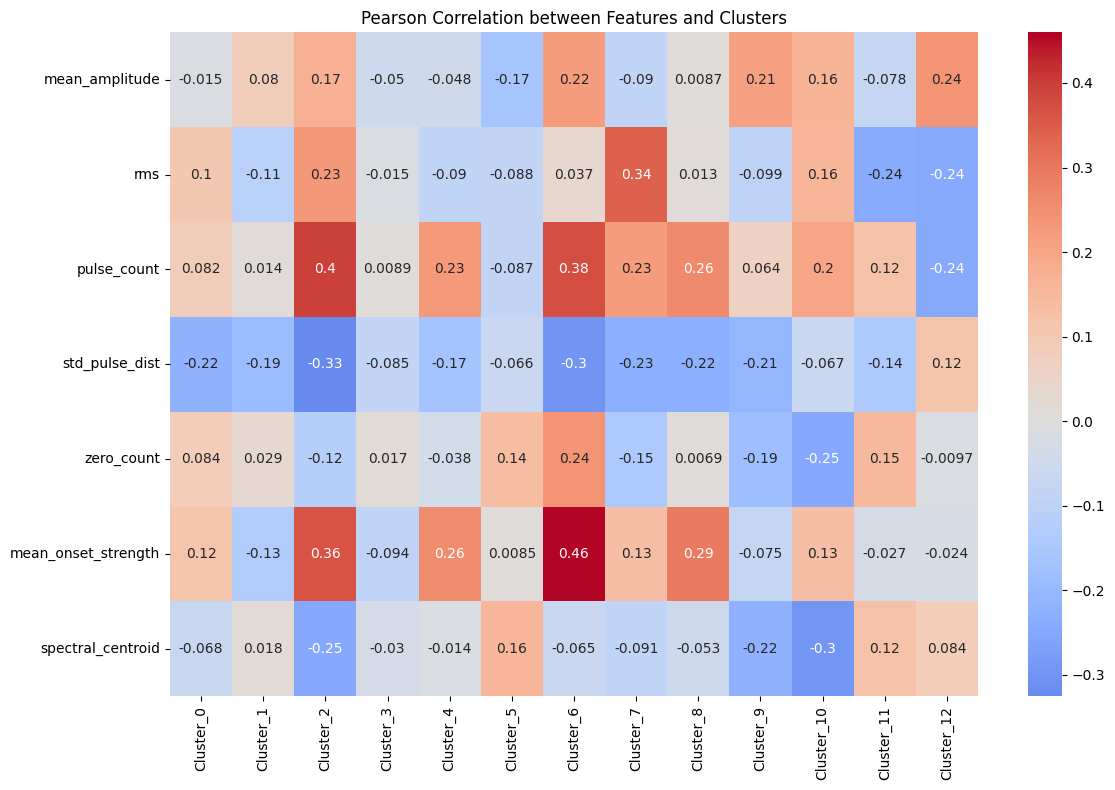 Pearson Correlation between Features and Clusters
mean_amplitude -0.015 0.08 0.17 -0.05 -0.048 -0.17 0.22 -0.09 0.0087 0.21 0.16 -0.078 0.24
rms 0.1 -0.11 0.23 -0.015 -0.09 -0.088 0.037 0.34 0.013 -0.099 0.16 -0.24 -0.24
pulse_count 0.082 0.014 0.4 0.0089 0.23 -0.087 0.38 0.23 0.26 0.064 0.2 0.12 -0.24
std_pulse_dist -0.22 -0.19 -0.33 -0.085 -0.17 -0.066 -0.3 -0.23 -0.22 -0.21 -0.067 -0.14 0.12
zero_count 0.084 0.029 -0.12 0.017 -0.038 0.14 0.24 -0.15 0.0069 -0.19 -0.25 0.15 -0.0097
mean_onset_strength 0.12 -0.13 0.36 -0.094 0.26 0.0085 0.46 0.13 0.29 -0.075 0.13 -0.027 -0.024
spectral_centroid -0.068 0.018 -0.25 -0.03 -0.014 0.16 -0.065 -0.091 -0.053 -0.22 -0.3 0.12 0.084
Cluster_0 Cluster_1 Cluster_2 Cluster_3 Cluster_4 Cluster_5 Cluster_6 Cluster_7 Cluster_8 Cluster_9 Cluster_10 Cluster_11 Cluster_12
0.4
0.3
0.2
0.1
0.0
−0.1
−0.2
−0.3